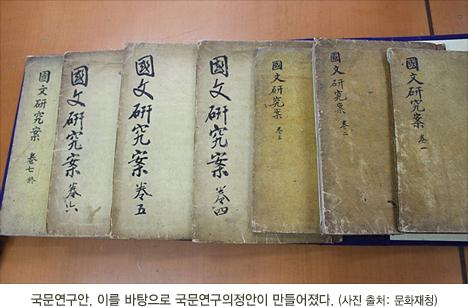 國文研究案 卷七終
國文研究案 卷六
國文研究案 卷五
國文研究案 卷四
國文研究案 卷三
國文研究案 卷二
國文研究案 卷一
국문연구안. 이를 바탕으로 국문연구의정안이 만들어졌다. (사진 출처: 문화재청)